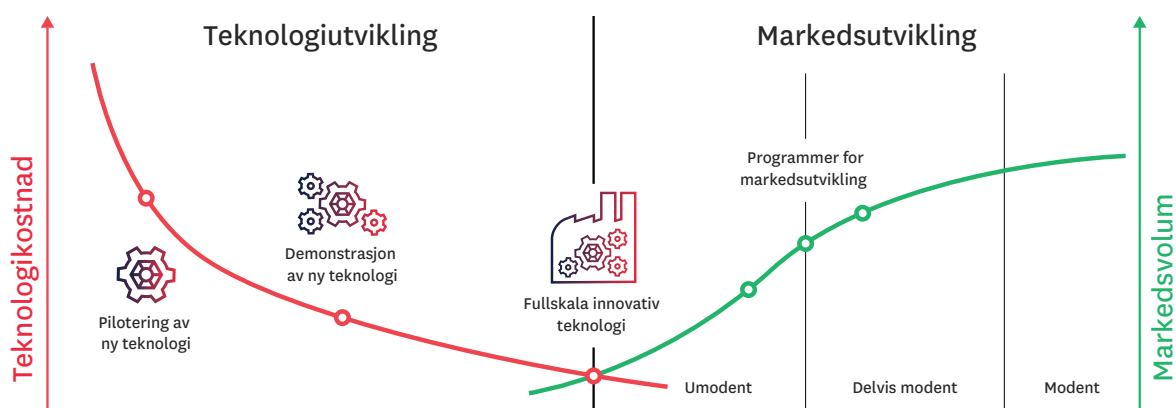 Teknologiutvikling
Markedsutvikling
Teknologikostnad
Pilotering av
ny teknologi
Demonstrasjon
av ny teknologi
Fullskala innovativ
teknologi
Programmer for
markedsutvikling
Umodent
Delvis modent
Modent
Markedsvolum